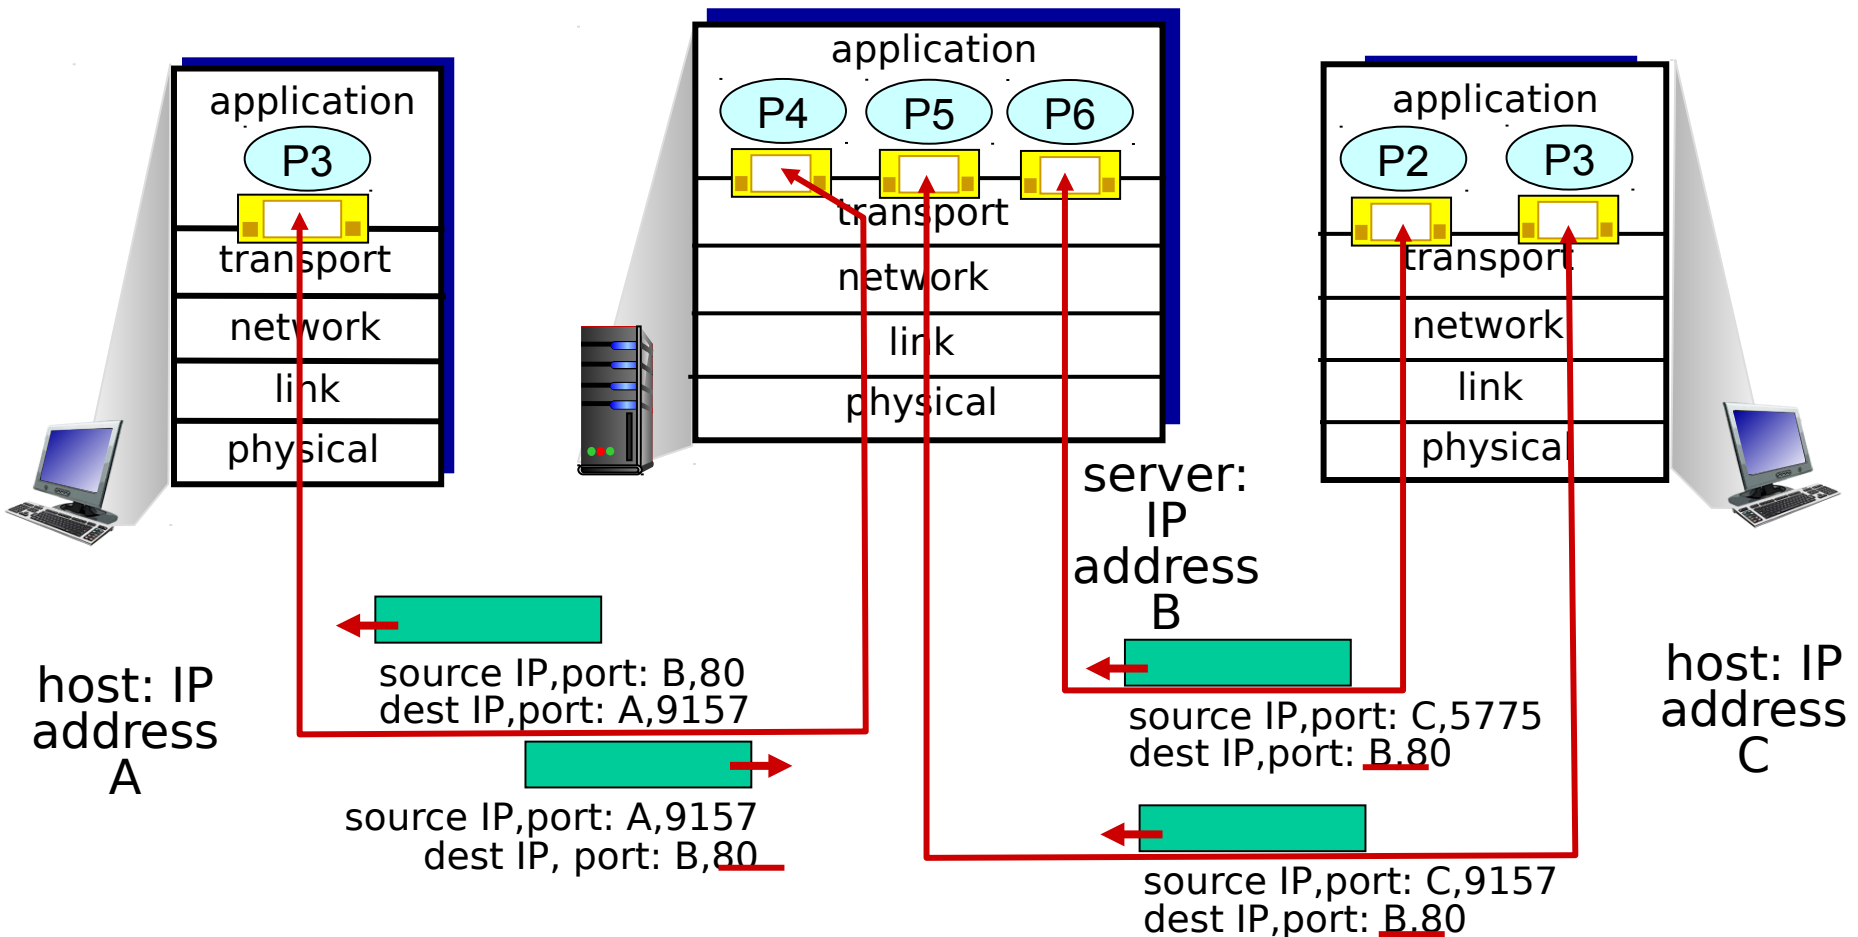 application
P3
transport
network
link
physical
host: IP
address
A
application
P4
P5
P6
transport
network
link
physical
server:
IP
address
B
application
P2
P3
transport
network
link
physical
host: IP
address
C
source IP,port: B,80
dest IP,port: A,9157
source IP,port: A,9157
dest IP, port: B,80
source IP,port: C,5775
dest IP,port: B,80
source IP,port: C,9157
dest IP,port: B,80